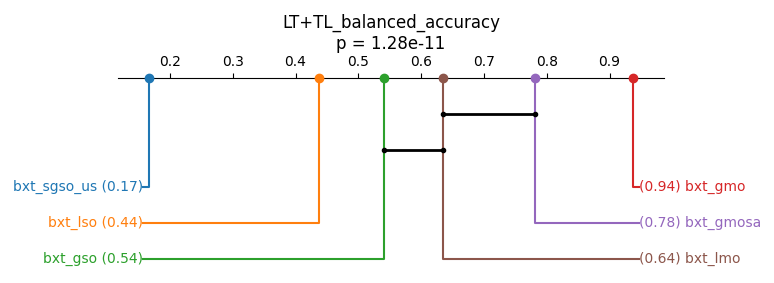 LT+TL_balanced_accuracy
p = 1.28e-11
0.2 0.3 0.4 0.5 0.6 0.7 0.8 0.9
bxt_sgso_us (0.17) (0.94) bxt_gmo
bxt_lso (0.44) (0.78) bxt_gmosa
bxt_gso (0.54) (0.64) bxt_lmo